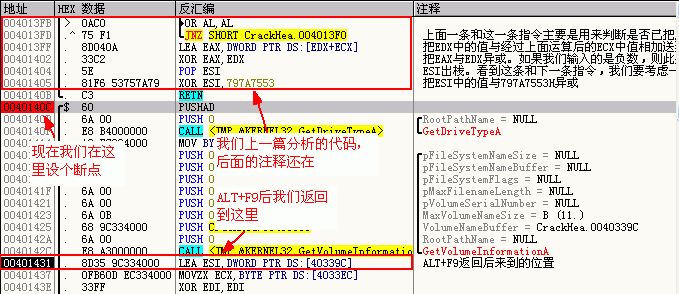 地址 HEX 数据 反汇编 注释
004013FB > 0AC0 OR AL,AL
004013FD .^ 75 F1 JNZ SHORT CrackHea.004013F0 上面一条和这一条指令主要是用来判断是否已把
004013FF . 8D040A LEA EAX,DWORD PTR DS:[EDX+ECX] 把EDX中的值与经过上面运算后的ECX中值相加送
00401402 . 33C2 XOR EAX,EDX 把EAX与EDX异或。如果我们输入的是负数,则此
00401404 . 5E POP ESI ESI出栈。看到这条和下一条指令,我们要考虑一
00401405 . 81F6 53757A79 XOR ESI,797A7553 把ESI中的值与797A7553H异或
0040140B . C3 RETN
0040140C $ 60 PUSHAD
6A 00 PUSH 0 RootPathName = NULL
E8 B4000000 CALL <JMP.&KERNEL32.GetDriveTypeA> GetDriveTypeA
MOV BY
现在我们在这里设个断点
我们上一篇分析的代码,后面的注释还在
PUSH 0 pFileSystemNameSize = NULL
PUSH 0 pFileSystemNameBuffer = NULL
PUSH 0 pFileSystemFlags = NULL
0040141F . 6A 00 PUSH 0 pMaxFilenameLength = NULL
00401421 . 6A 00 PUSH 0 pVolumeSerialNumber = NULL
00401423 . 6A 0B PUSH 0 MaxVolumeNameSize = B (11.)
00401425 . 68 9C334000 PUSH VolumeNameBuffer = CrackHea.0040339C
0040142A . 6A 00 PUSH 0 RootPathName = NULL
0040142C . E8 A3000000 CALL <JMP.&KERNEL32.GetVolumeInformation GetVolumeInformationA
ALT+F9后我们返回到这里
00401431 . 8D35 9C334000 LEA ESI,DWORD PTR DS:[40339C] ALT+F9返回后来到的位置
00401437 . 0FB60D EC334000 MOVZX ECX,BYTE PTR DS:[4033EC]
0040143E . 33FF XOR EDI,EDI